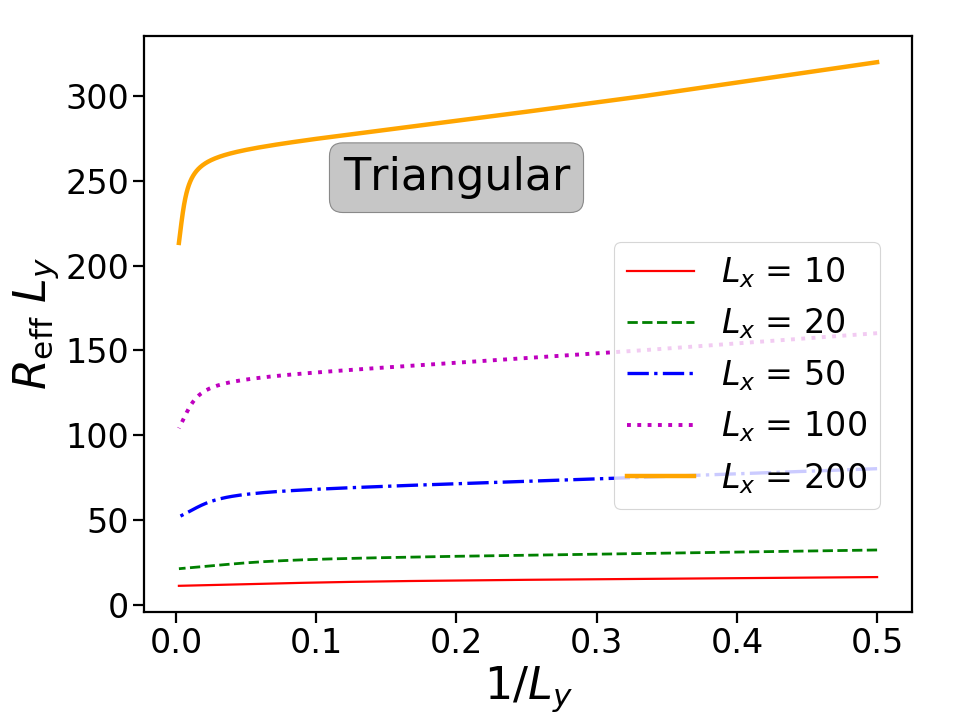 300
250
200
150
100
50
0
R_eff L_y
Triangular
L_x = 10
L_x = 20
L_x = 50
L_x = 100
L_x = 200
0.0 0.1 0.2 0.3 0.4 0.5
1/L_y